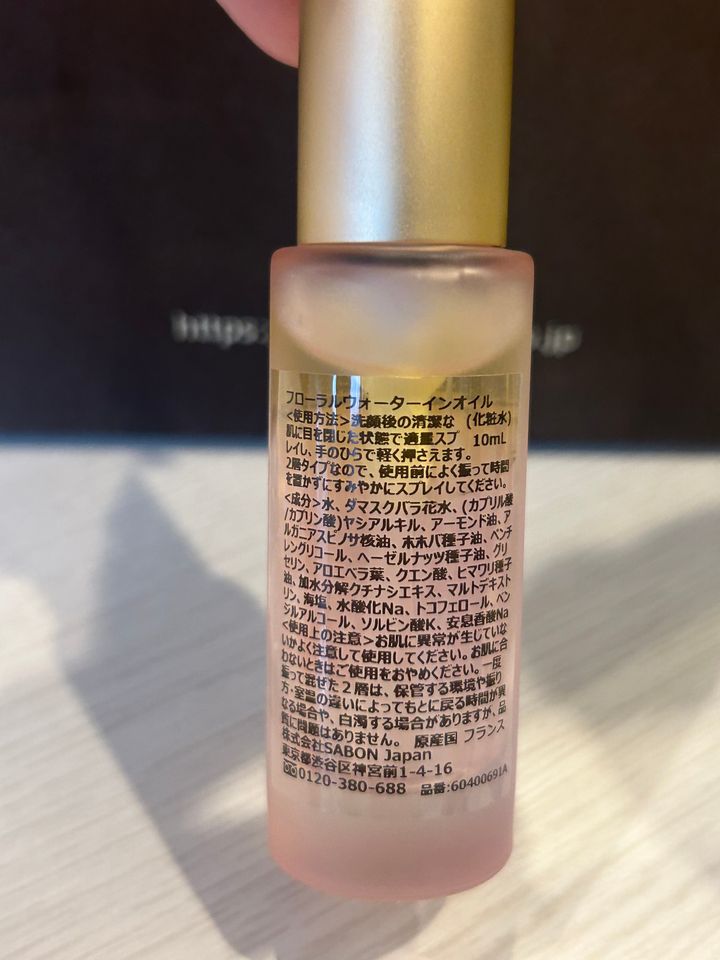 https:
.jp
フローラルウォーターインオイル
<使用方法>洗顔後の清潔な (化粧水)
肌に目を閉じた状態で適量スプ 10mL
レイし、手のひらで軽く押さえます。
2層タイプなので、使用前によく振って時間
を置かずにすみやかにスプレイしてください。
<成分>水、ダマスクバラ花水、(カプリル酸
/カプリン酸)ヤシアルキル、アーモンド油、ア
ルガニアスピノサ核油、ホホバ種子油、ペンチ
レングリコール、ヘーゼルナッツ種子油、グリ
セリン、アロエベラ葉、クエン酸、ヒマワリ種子
油、加水分解クチナシエキス、マルトデキスト
リン、海塩、水酸化Na、トコフェロール、ベン
ジルアルコール、ソルビン酸K、安息香酸Na
<使用上の注意>お肌に異常が生じていな
いかよく注意して使用してください。お肌に合
わないときはご使用をおやめください。一度
振って混ぜた2層は、保管する環境や振り
方・室温の違いによってもとに戻る時間が異
なる場合や、白濁する場合がありますが、品
質に問題はありません。 原産国 フランス
株式会社SABON Japan
東京都渋谷区神宮前1-4-16
0120-380-688 品番:60400691A